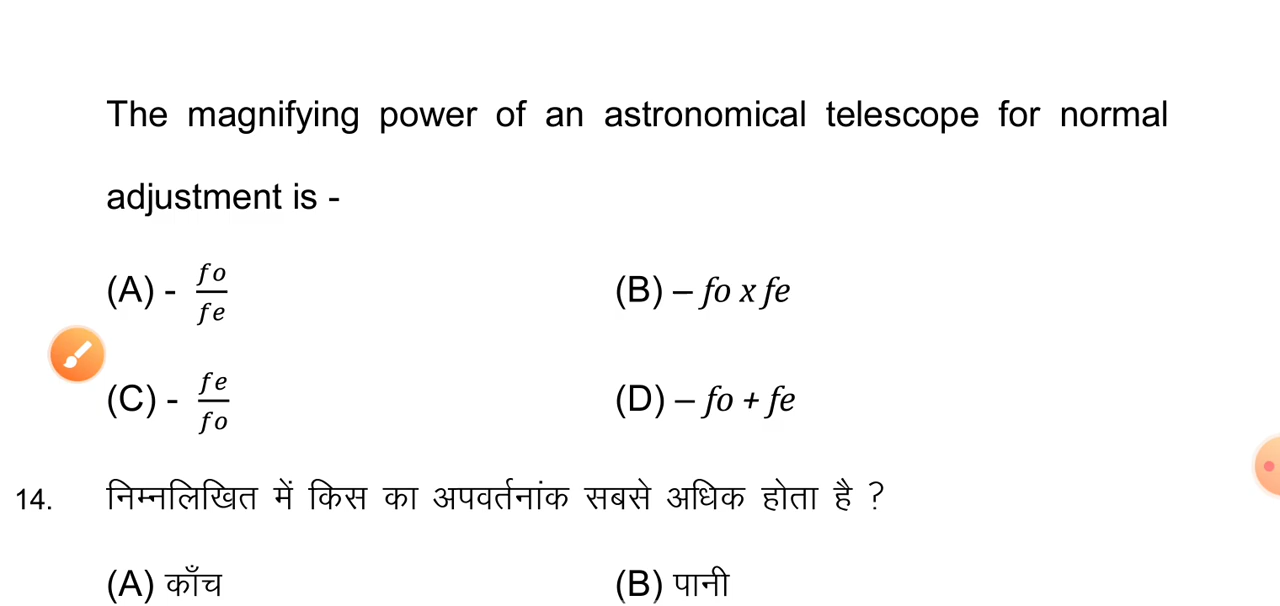 The magnifying power of an astronomical telescope for normal
adjustment is -
(A) - fo/fe (B) – fo x fe
(C) - fe/fo (D) – fo + fe
14. निम्नलिखित में किस का अपवर्तनांक सबसे अधिक होता है ?
(A) काँच (B) पानी